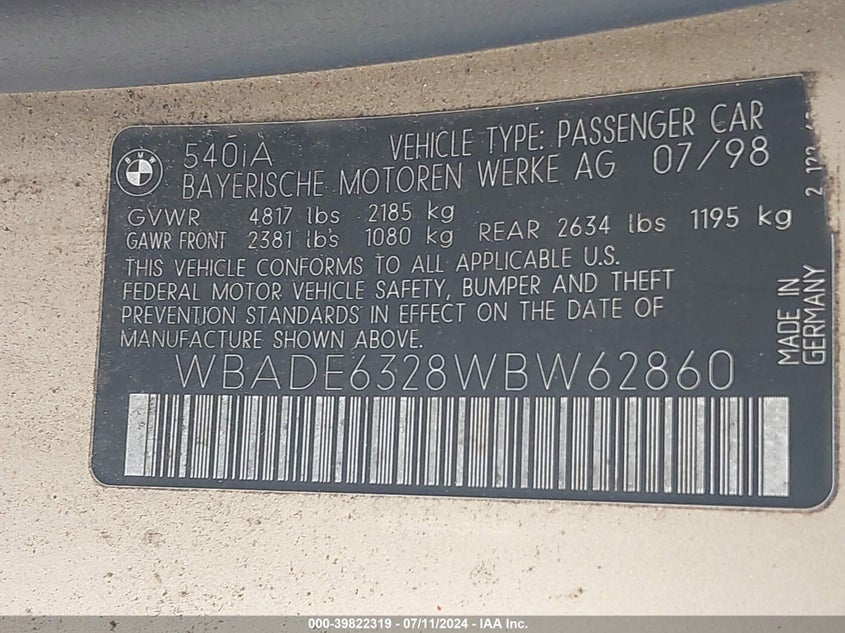 BMW
540iA VEHICLE TYPE: PASSENGER CAR
BAYERISCHE MOTOREN WERKE AG 07/98
GVWR 4817 lbs 2185 kg
GAWR FRONT 2381 lbs 1080 kg REAR 2634 lbs 1195 kg
THIS VEHICLE CONFORMS TO ALL APPLICABLE U.S.
FEDERAL MOTOR VEHICLE SAFETY, BUMPER AND THEFT
PREVENTION STANDARDS IN EFFECT ON THE DATE OF
MANUFACTURE SHOWN ABOVE.
WBADE6328WBW62860
MADE IN
GERMANY
000-39822319 - 07/11/2024 - IAA Inc.